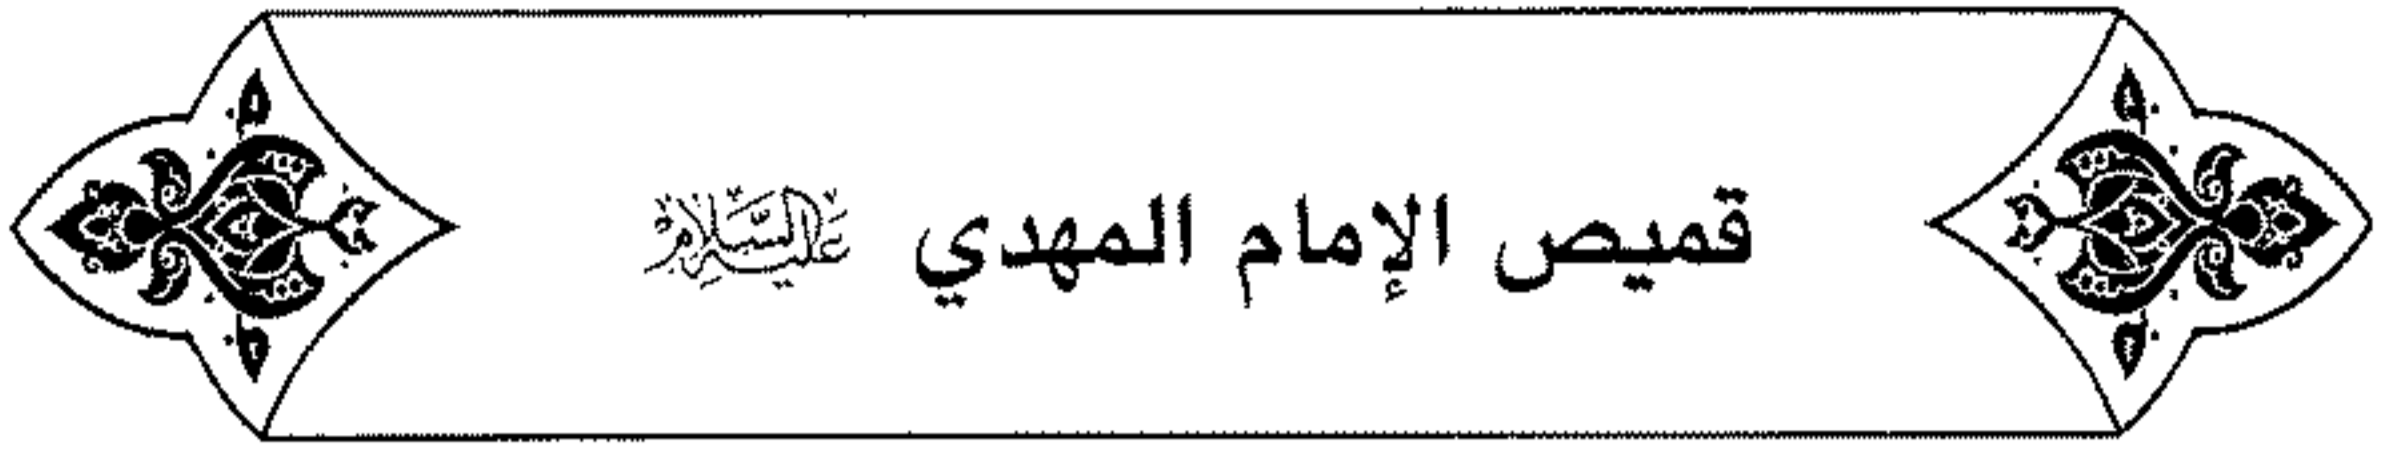 قميص الإمام المهدي عليه السلام